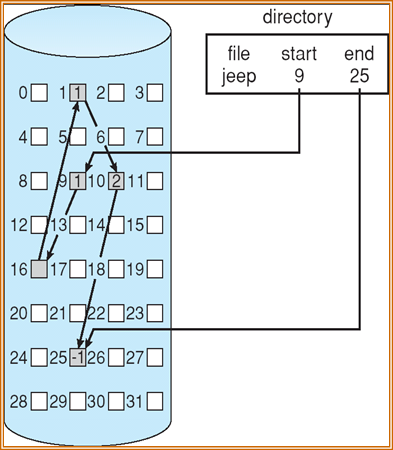 directory
file start end
jeep 9 25
0 1 1 2 3
4 5 6 7
8 9 1 10 2 11
12 13 14 15
16 17 18 19
20 21 22 23
24 25 -1 26 27
28 29 30 31